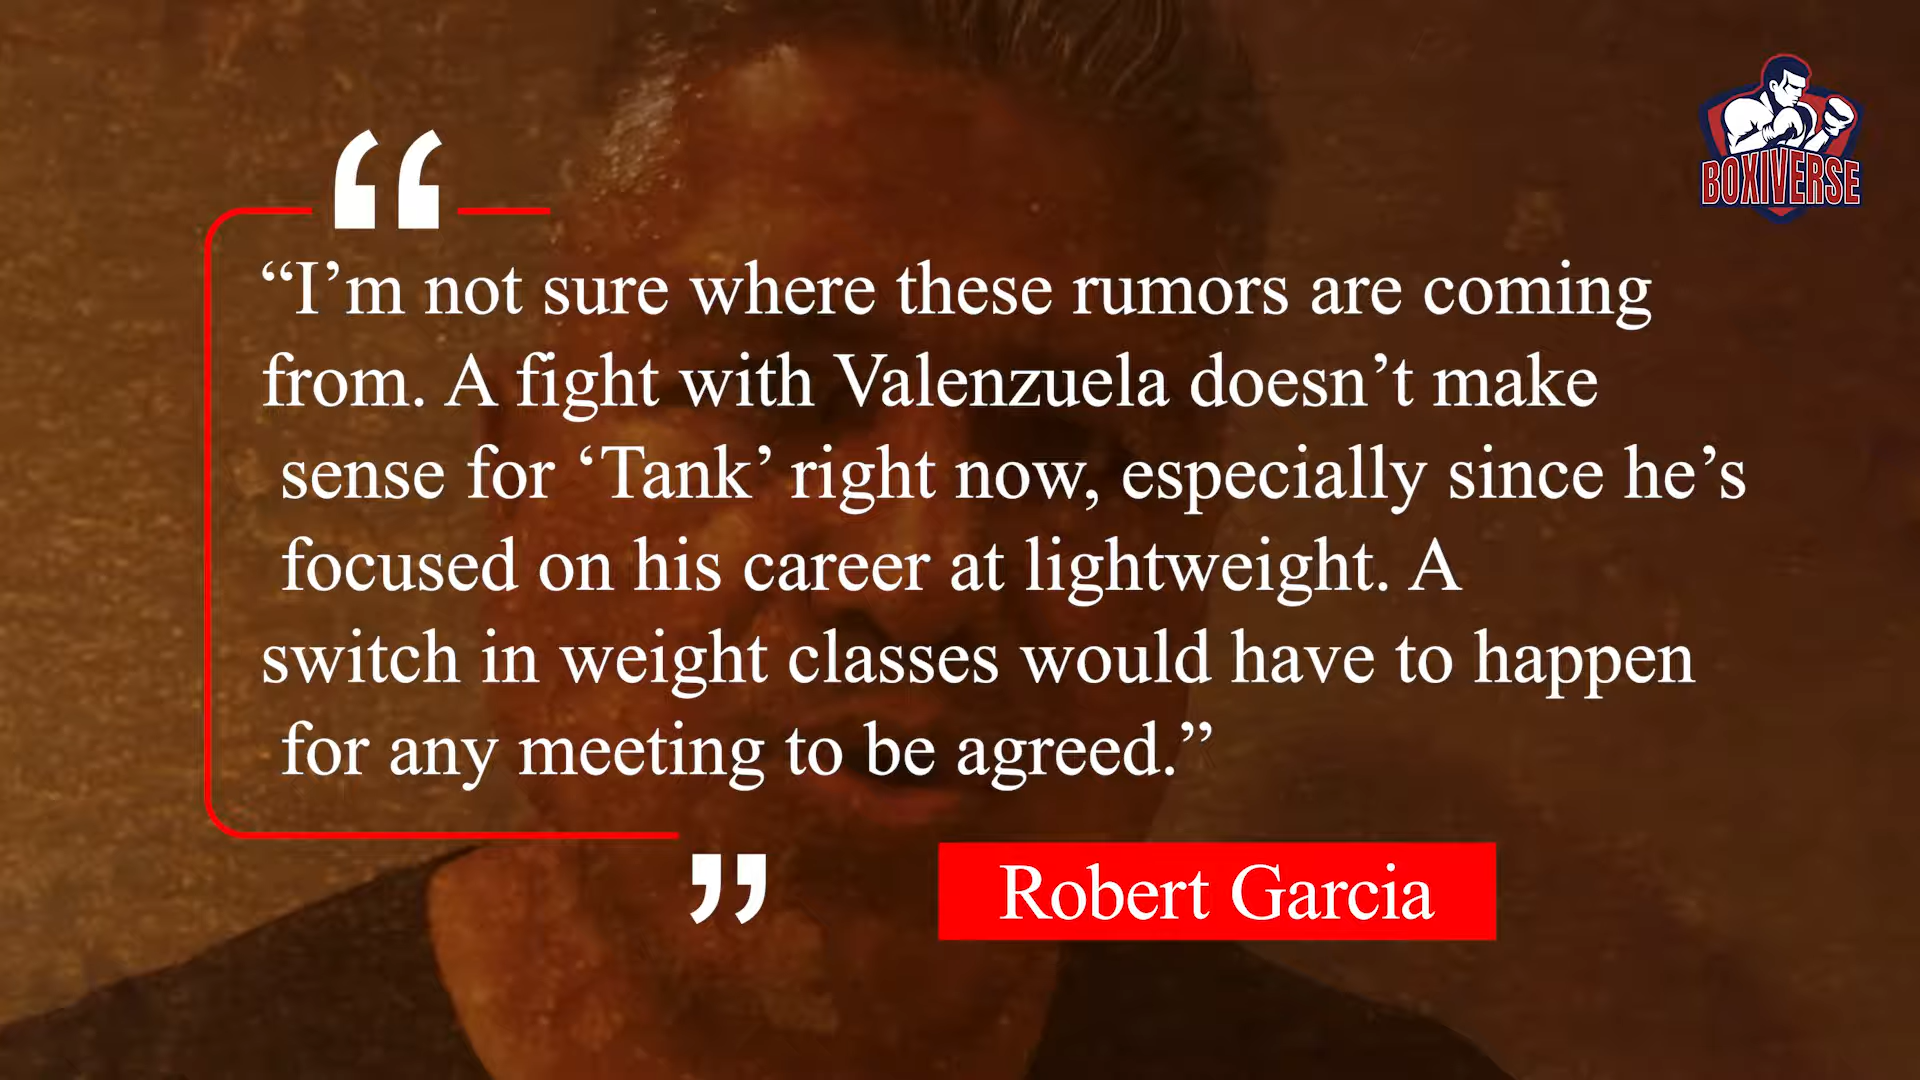 BOXIVERSE
“
“I’m not sure where these rumors are coming
from. A fight with Valenzuela doesn’t make
sense for ‘Tank’ right now, especially since he’s
focused on his career at lightweight. A
switch in weight classes would have to happen
for any meeting to be agreed.”
”
Robert Garcia